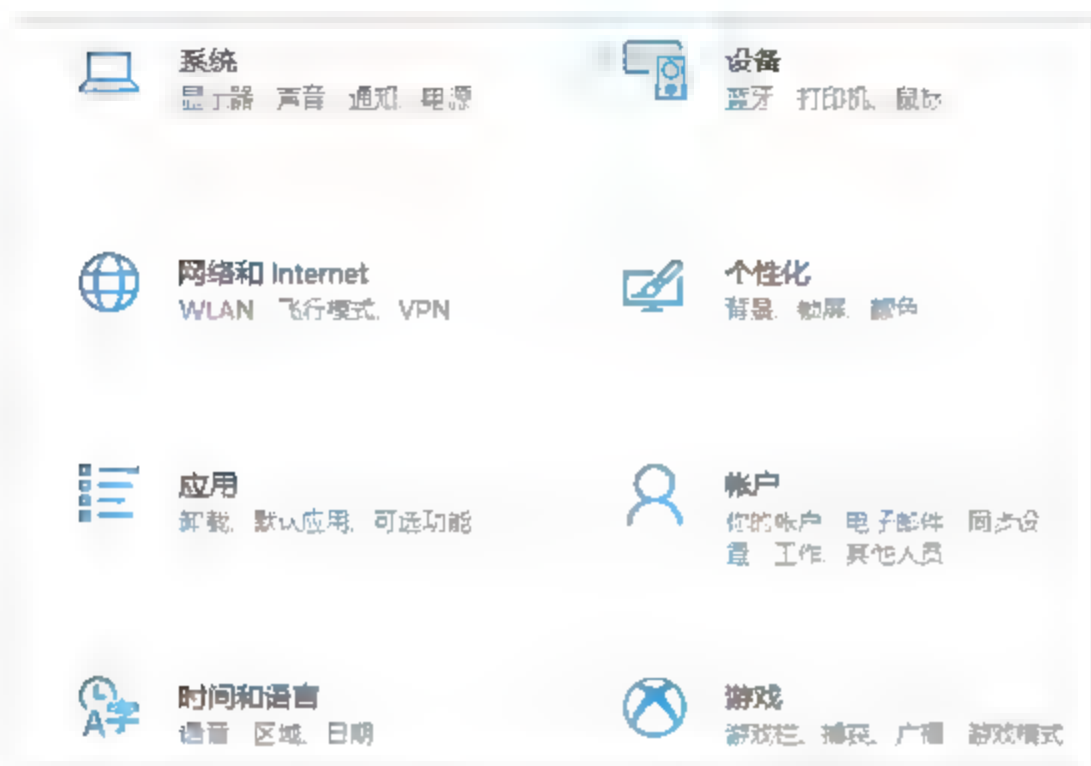 系统
显示器、声音、通知、电源
设备
蓝牙、打印机、鼠标
网络和 Internet
WLAN、飞行模式、VPN
个性化
背景、锁屏、颜色
应用
卸载、默认应用、可选功能
帐户
你的帐户、电子邮件、同步设
置、工作、其他人员
时间和语言
语音、区域、日期
游戏
游戏栏、捕获、广播、游戏模式